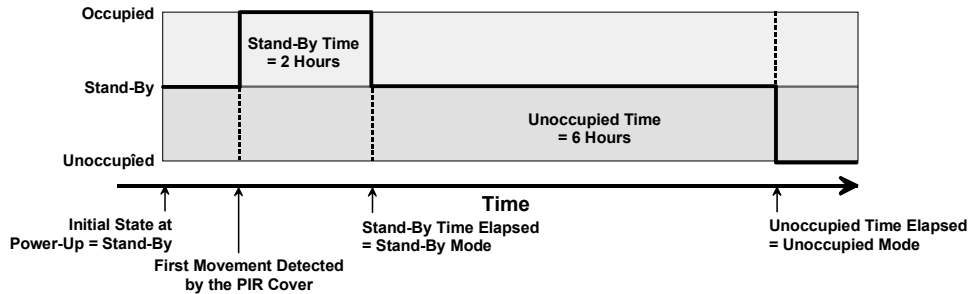 Occupied
Stand-By Time
= 2 Hours
Stand-By
Unoccupied Time
= 6 Hours
Unoccupied
Time
Initial State at
Power-Up = Stand-By
Stand-By Time Elapsed
= Stand-By Mode
Unoccupied Time Elapsed
= Unoccupied Mode
First Movement Detected
by the PIR Cover